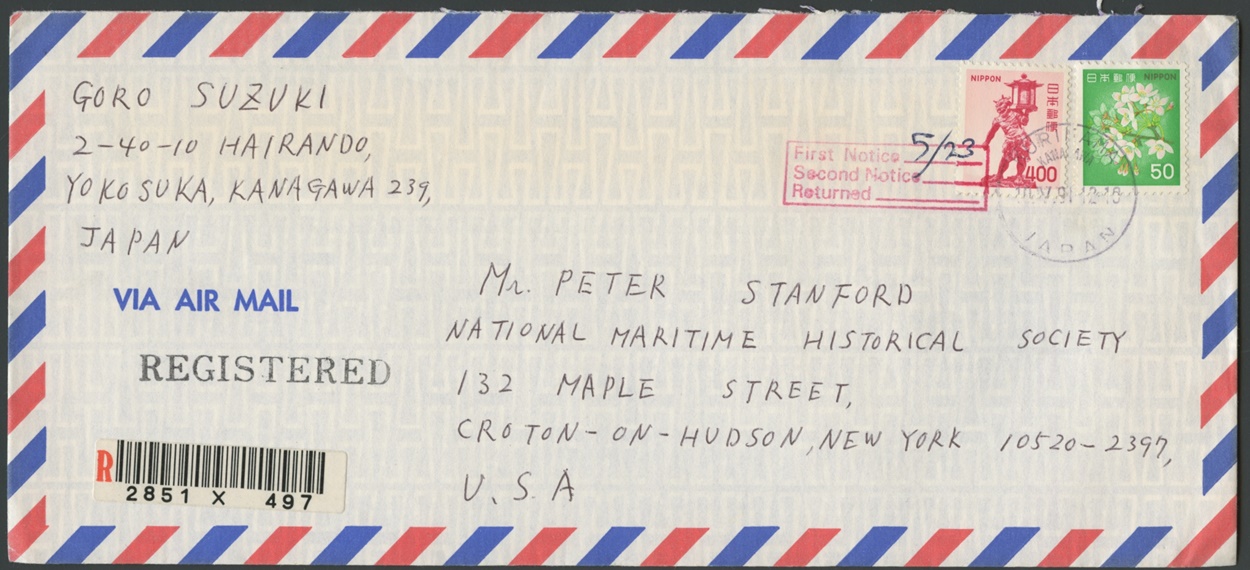 GORO SUZUKI
2-40-10 HAIRANDO,
YOKOSUKA, KANAGAWA 239,
JAPAN
VIA AIR MAIL
REGISTERED
R
2851 X 497
NIPPON
日本郵便
400
日本郵便 NIPPON
50
First Notice 5/23
Second Notice
Returned
JAPAN
Mr. PETER STANFORD
NATIONAL MARITIME HISTORICAL SOCIETY
132 MAPLE STREET,
CROTON-ON-HUDSON, NEW YORK 10520-2397,
U.S.A